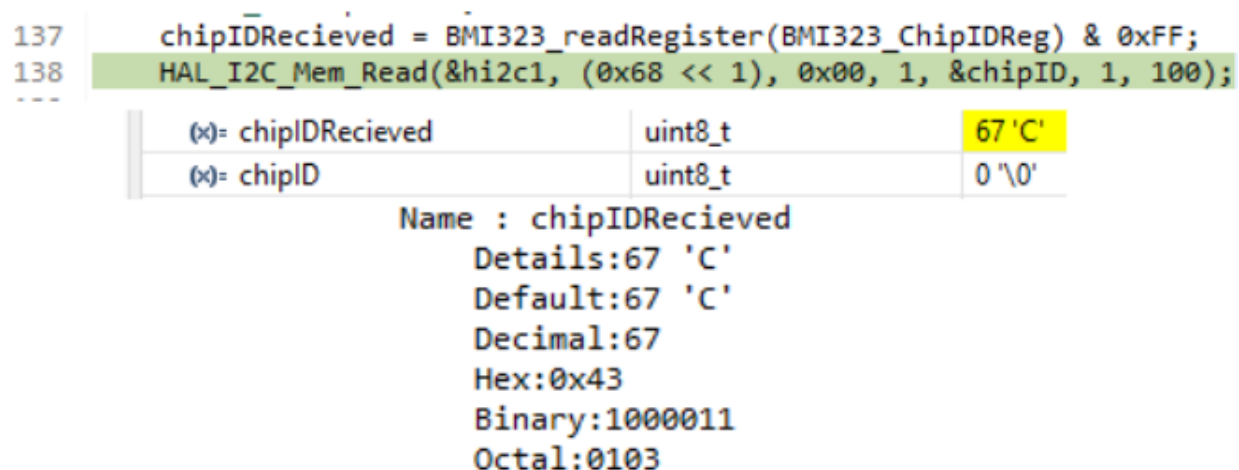 137 chipIDRecieved = BMI323_readRegister(BMI323_ChipIDReg) & 0xFF;
138 HAL_I2C_Mem_Read(&hi2c1, (0x68 << 1), 0x00, 1, &chipID, 1, 100);
(x)= chipIDRecieved uint8_t 67 'C'
(x)= chipID uint8_t 0 '\0'
Name : chipIDRecieved
Details:67 'C'
Default:67 'C'
Decimal:67
Hex:0x43
Binary:1000011
Octal:0103